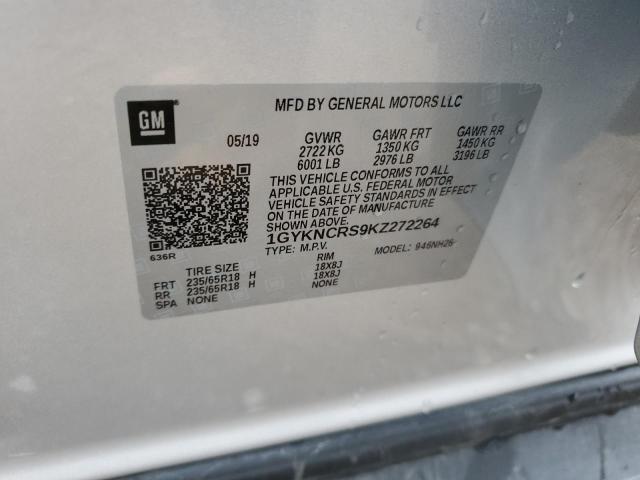 GM
MFD BY GENERAL MOTORS LLC
05/19 GVWR GAWR FRT GAWR RR
2722 KG 1350 KG 1450 KG
6001 LB 2976 LB 3196 LB
THIS VEHICLE CONFORMS TO ALL
APPLICABLE U.S. FEDERAL MOTOR
VEHICLE SAFETY STANDARDS IN EFFECT
ON THE DATE OF MANUFACTURE
SHOWN ABOVE.
1GYKNCRS9KZ272264
636R
TYPE: M.P.V. MODEL: 946NH26
TIRE SIZE RIM
FRT 235/65R18 H 18X8J
RR 235/65R18 H 18X8J
SPA NONE NONE